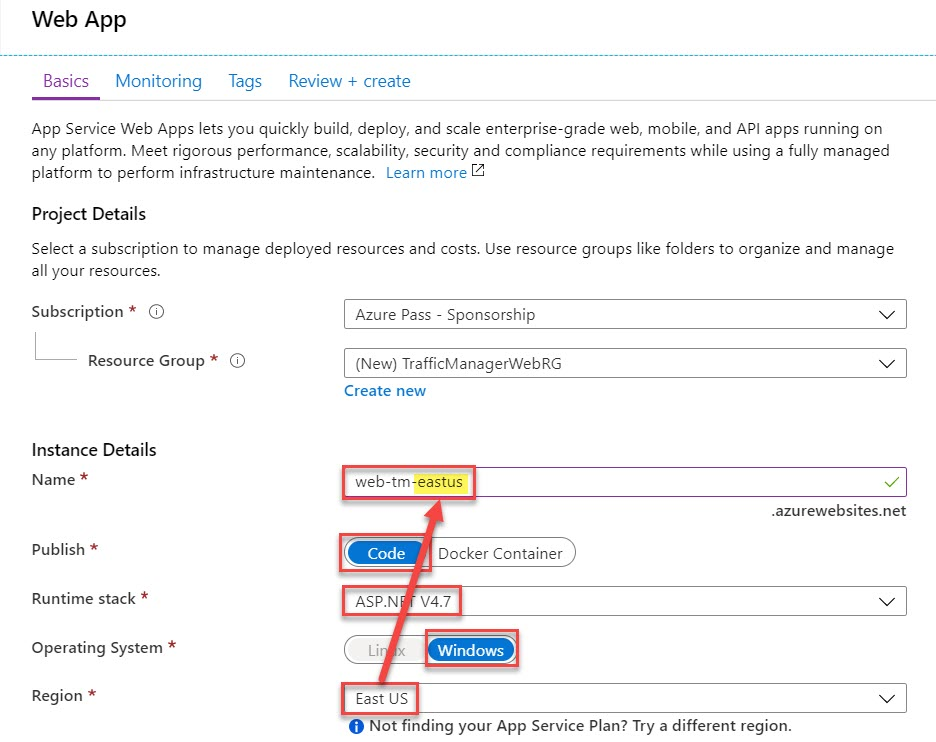 Web App
Basics Monitoring Tags Review + create
App Service Web Apps lets you quickly build, deploy, and scale enterprise-grade web, mobile, and API apps running on
any platform. Meet rigorous performance, scalability, security and compliance requirements while using a fully managed
platform to perform infrastructure maintenance. Learn more
Project Details
Select a subscription to manage deployed resources and costs. Use resource groups like folders to organize and manage
all your resources.
Subscription * Azure Pass - Sponsorship
Resource Group * (New) TrafficManagerWebRG
Create new
Instance Details
Name * web-tm-eastus
.azurewebsites.net
Publish * Code Docker Container
Runtime stack * ASP.NET V4.7
Operating System * Linux Windows
Region * East US
Not finding your App Service Plan? Try a different region.